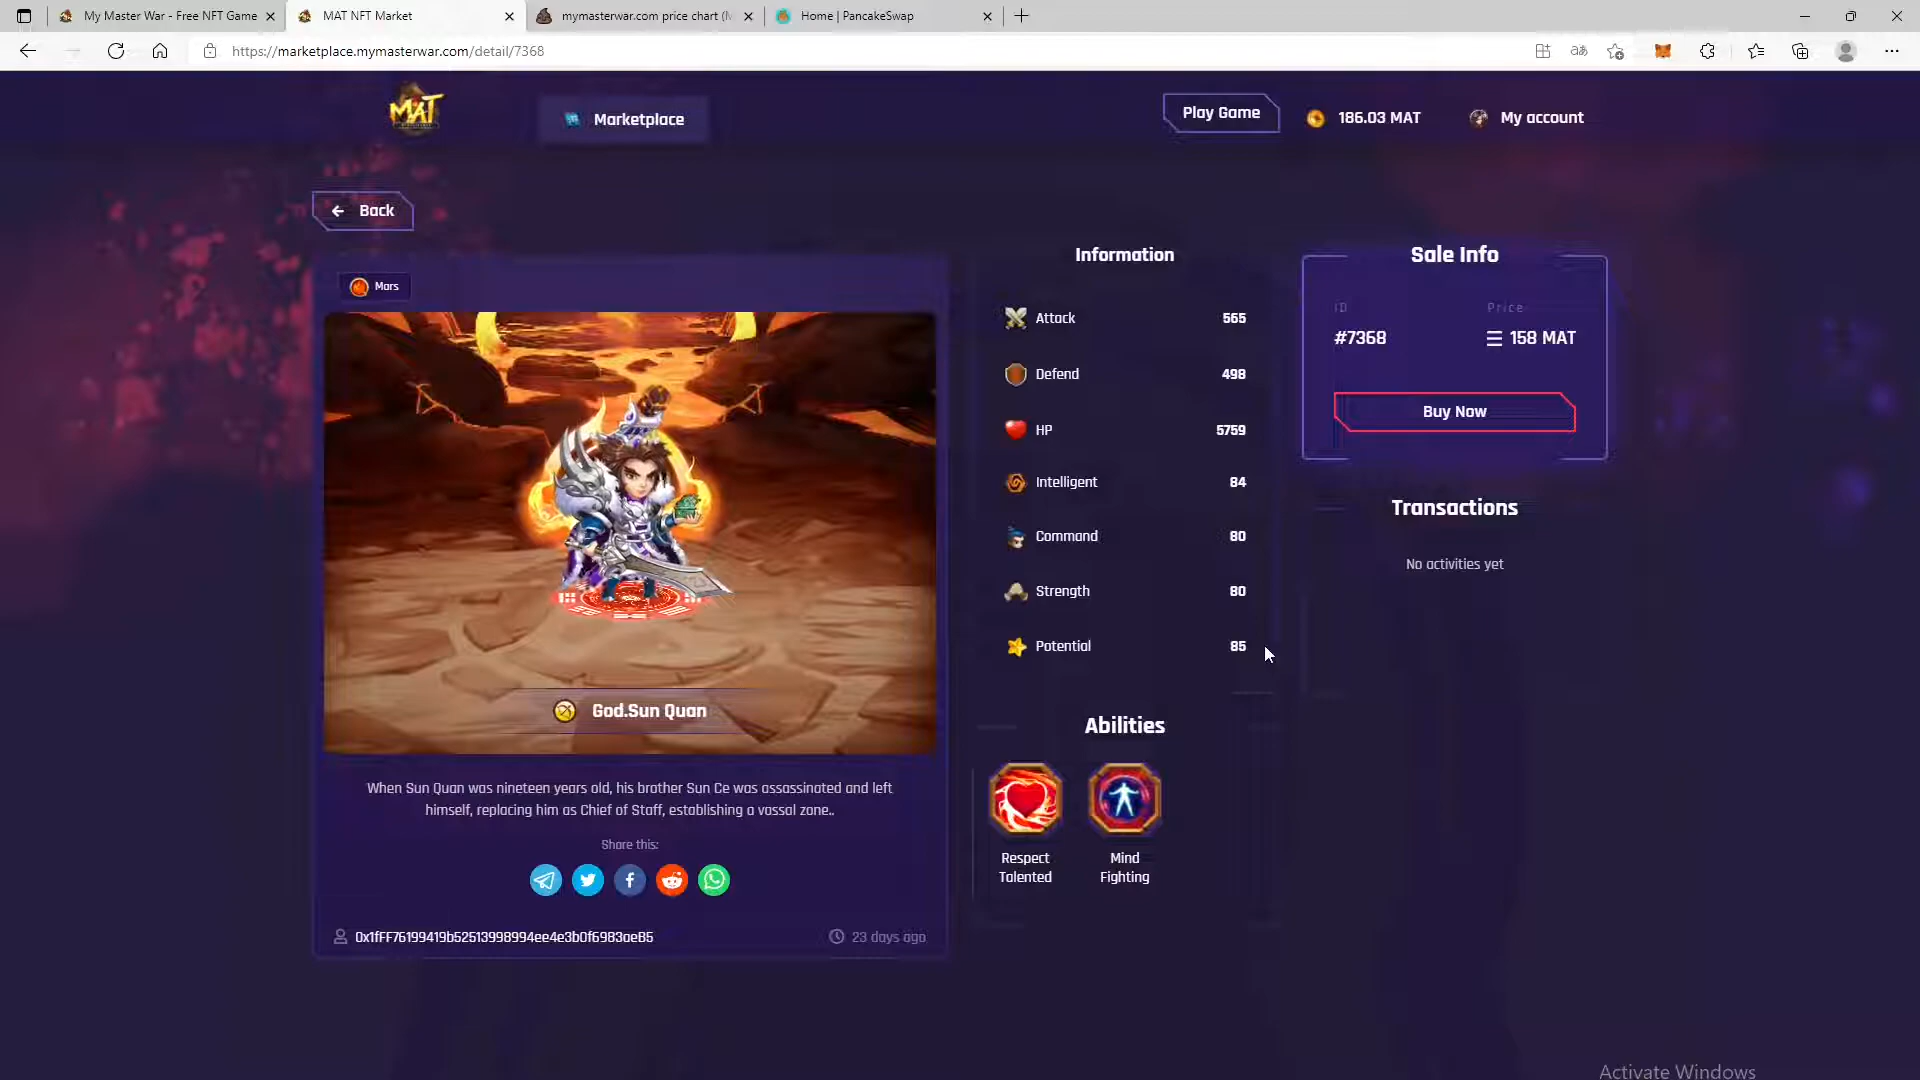 My Master War - Free NFT Game
MAT NFT Market
mymasterwar.com price chart (
Home | PancakeSwap
https://marketplace.mymasterwar.com/detail/7368
MAT
Marketplace
Play Game
186.03 MAT
My account
Back
Mars
God.Sun Quan
When Sun Quan was nineteen years old, his brother Sun Ce was assassinated and left
himself, replacing him as Chief of Staff, establishing a vassal zone..
Share this:
0x1fFF76199419b52513998994ee4e3b0f6983aeB5
23 days ago
Information
Attack 565
Defend 498
HP 5759
Intelligent 84
Command 80
Strength 80
Potential 85
Abilities
Respect
Talented
Mind
Fighting
Sale Info
ID Price
#7368 158 MAT
Buy Now
Transactions
No activities yet
Activate Windows